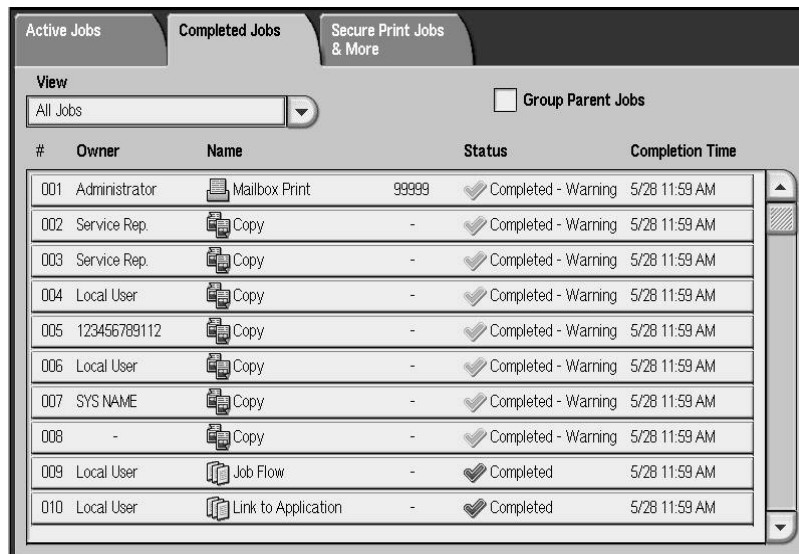 Active Jobs Completed Jobs Secure Print Jobs
& More
View
All Jobs Group Parent Jobs
# Owner Name Status Completion Time
001 Administrator Mailbox Print 99999 Completed - Warning 5/28 11:59 AM
002 Service Rep. Copy - Completed - Warning 5/28 11:59 AM
003 Service Rep. Copy - Completed - Warning 5/28 11:59 AM
004 Local User Copy - Completed - Warning 5/28 11:59 AM
005 123456789112 Copy - Completed - Warning 5/28 11:59 AM
006 Local User Copy - Completed - Warning 5/28 11:59 AM
007 SYS NAME Copy - Completed - Warning 5/28 11:59 AM
008 - Copy - Completed - Warning 5/28 11:59 AM
009 Local User Job Flow - Completed 5/28 11:59 AM
010 Local User Link to Application - Completed 5/28 11:59 AM